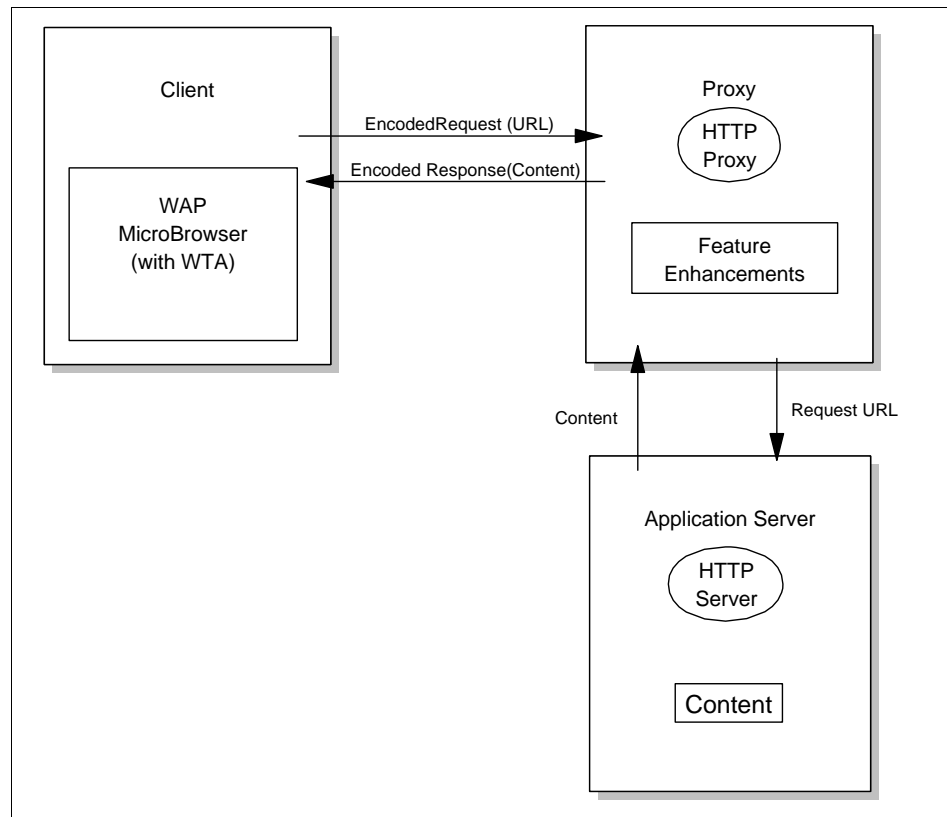 Client
WAP
MicroBrowser
(with WTA)
EncodedRequest (URL)
Encoded Response(Content)
Proxy
HTTP
Proxy
Feature
Enhancements
Content
Request URL
Application Server
HTTP
Server
Content